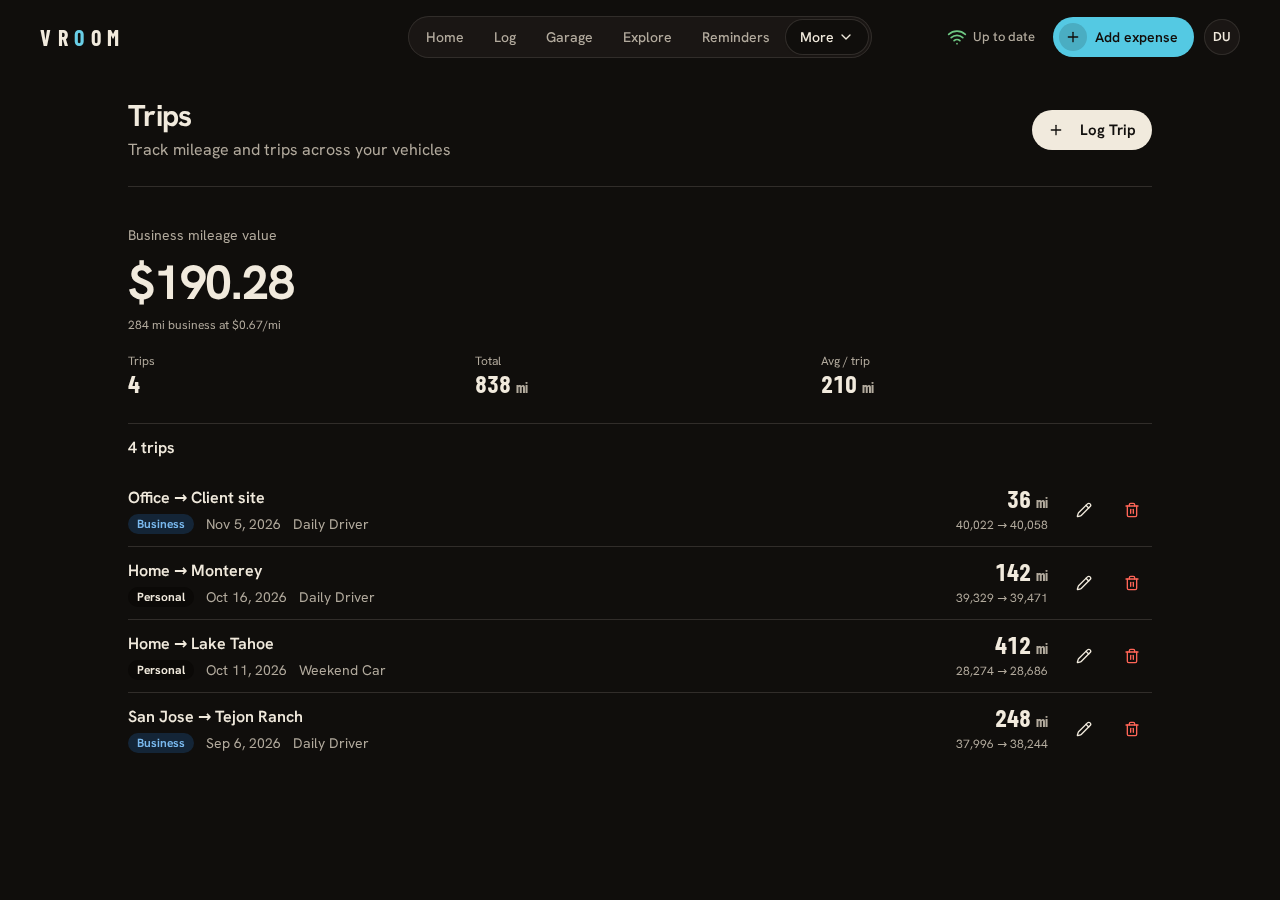 VROOM
Home Log Garage Explore Reminders More
Up to date
Add expense
DU
Trips
Track mileage and trips across your vehicles
Log Trip
Business mileage value
$190.28
284 mi business at $0.67/mi
Trips Total Avg / trip
4 838 mi 210 mi
4 trips
Office → Client site 36 mi
Business Nov 5, 2026 Daily Driver 40,022 → 40,058
Home → Monterey 142 mi
Personal Oct 16, 2026 Daily Driver 39,329 → 39,471
Home → Lake Tahoe 412 mi
Personal Oct 11, 2026 Weekend Car 28,274 → 28,686
San Jose → Tejon Ranch 248 mi
Business Sep 6, 2026 Daily Driver 37,996 → 38,244